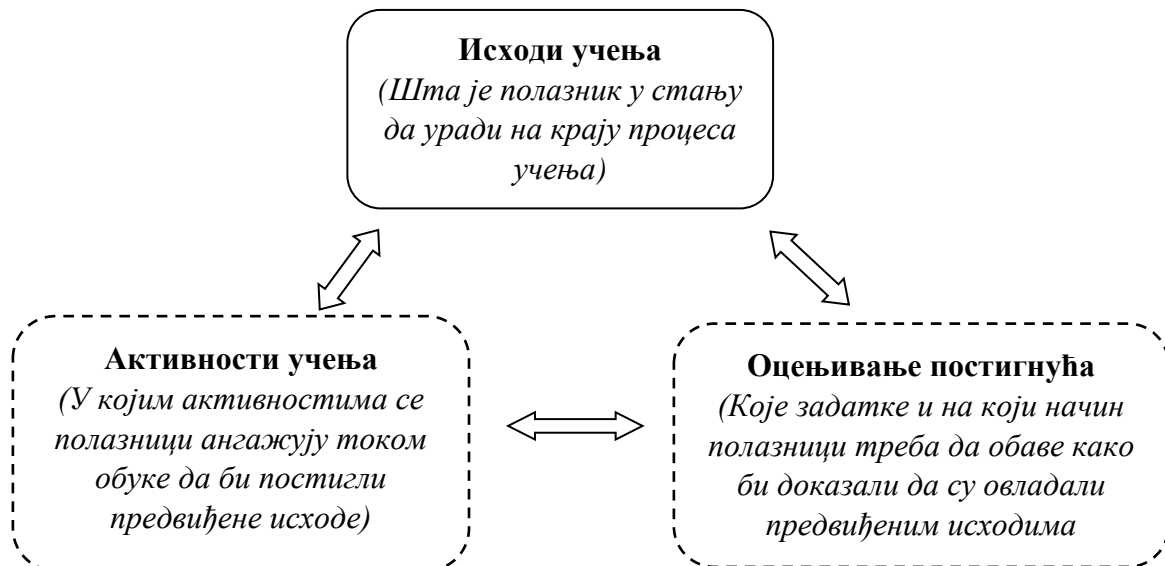 Исходи учења
(Шта је полазник у стању
да уради на крају процеса
учења)
Активности учења
(У којим активностима се
полазници ангажују током
обуке да би постигли
предвиђене исходе)
Оцењивање постигнућа
(Које задатке и на који начин
полазници треба да обаве како
би доказали да су овладали
предвиђеним исходима